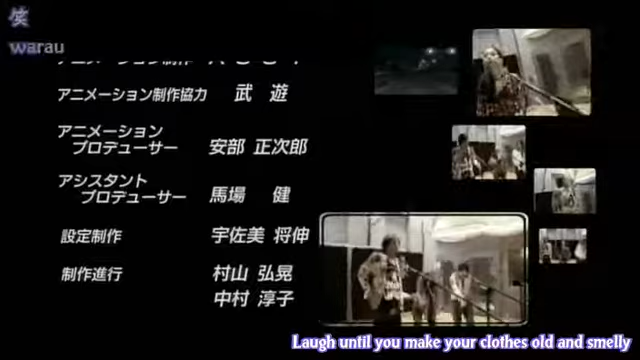 笑
warau
アニメーション制作協力 武 遊
アニメーション
プロデューサー 安部 正次郎
アシスタント
プロデューサー 馬場 健
設定制作 宇佐美 将伸
制作進行 村山 弘晃
中村 淳子
Laugh until you make your clothes old and smelly